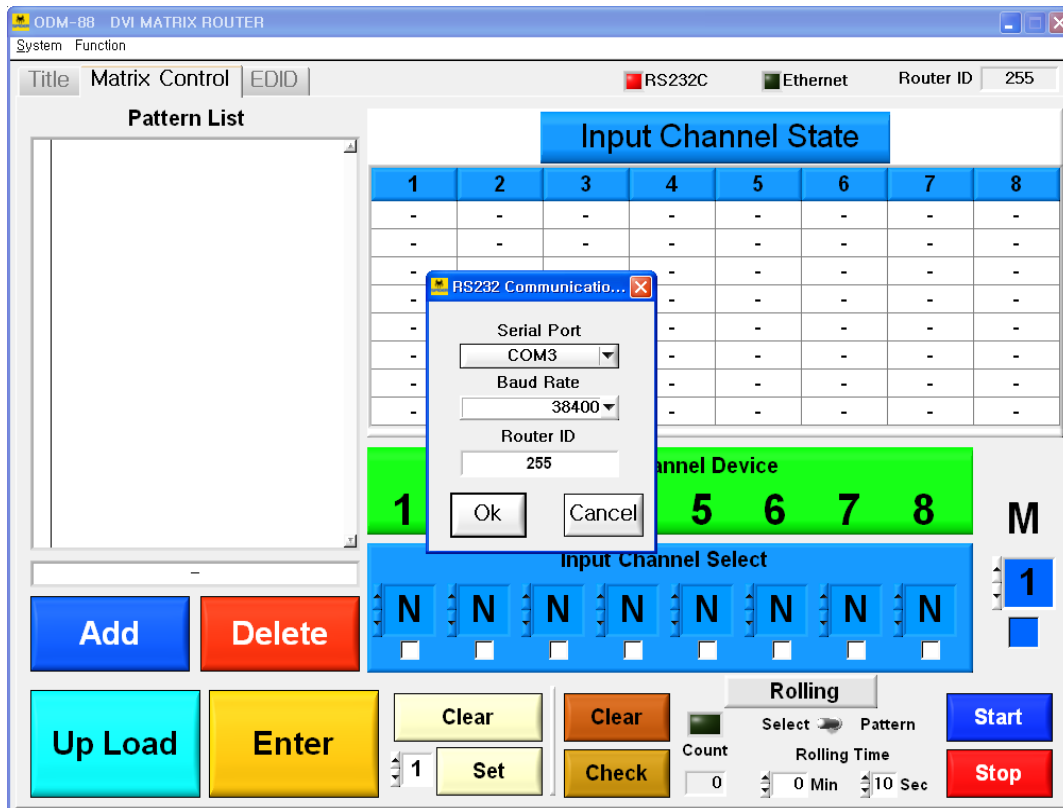 ODM-88 DVI MATRIX ROUTER
System Function
Title Matrix Control EDID RS232C Ethernet Router ID 255
Pattern List
Input Channel State
1 2 3 4 5 6 7 8
- - - - - - - -
- - - - - - - -
- - - - - -
- - - - - -
- - - - - -
- - - - - -
- - - - - -
- - - - - -
RS232 Communicatio...
Serial Port
COM3
Baud Rate
38400
Router ID
255
Ok Cancel
Device
1 5 6 7 8
M
Input Channel Select
N N N N N N N N
1
–
Add Delete
Up Load Enter
Clear
1 Set
Clear
Check
Rolling
Select Pattern
Count
0
Rolling Time
0 Min 10 Sec
Start
Stop